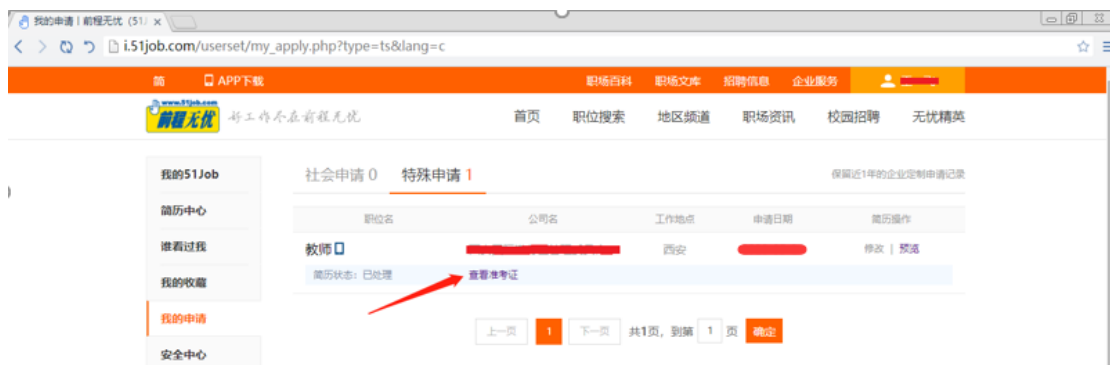 我的申请 | 前程无忧 (51J
i.51job.com/userset/my_apply.php?type=ts&lang=c
简 APP下载 职场百科 职场文库 招聘信息 企业服务
www.51job.com
前程无忧 好工作尽在前程无忧 首页 职位搜索 地区频道 职场资讯 校园招聘 无忧精英
我的51Job 社会申请 0 特殊申请 1 保留近1年的企业定制申请记录
简历中心 职位名 公司名 工作地点 申请日期 简历操作
谁看过我 教师 西安 修改 | 预览
简历状态：已处理 查看准考证
我的收藏
我的申请 上一页 1 下一页 共1页，到第 1 页 确定
安全中心